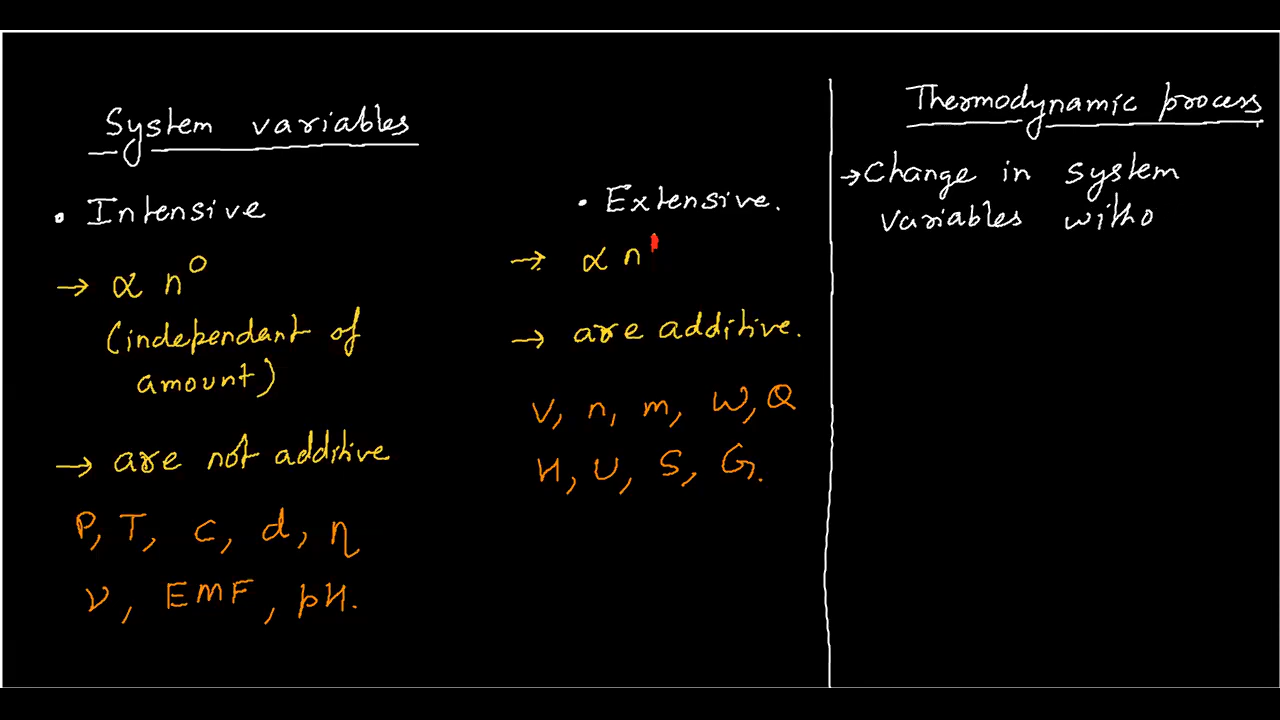 System variables
• Intensive
→ ∝ n⁰
(independant of
amount)
→ are not additive
P, T, c, d, η
ν, EMF, pH.
• Extensive.
→ ∝ n¹
→ are additive.
V, n, m, W, Q
H, U, S, G.
Thermodynamic process
→ Change in system
variables witho